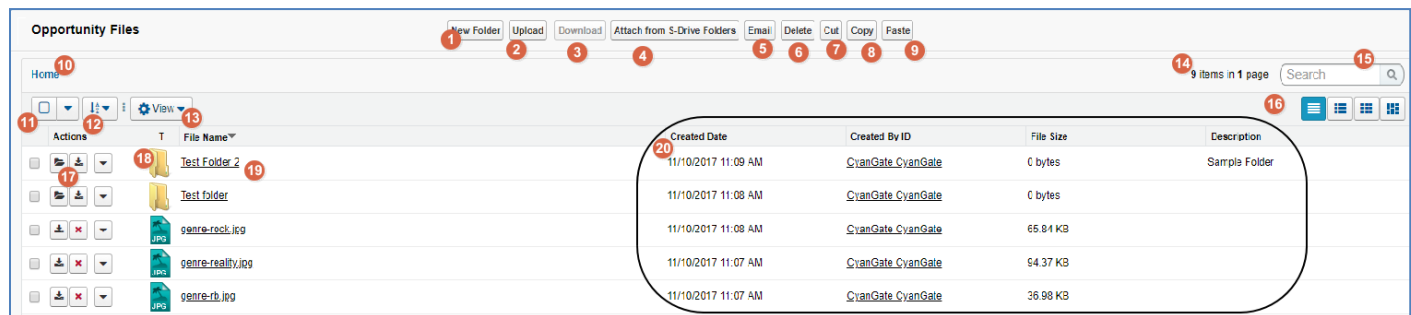 Opportunity Files New Folder Upload Download Attach from S-Drive Folders Email Delete Cut Copy Paste
1 2 3 4 5 6 7 8 9
Home 10 14 9 items in 1 page Search 15
View 16
11 12 13
Actions T File Name Created Date Created By ID File Size Description
18 Test Folder 2 19 20 11/10/2017 11:09 AM CyanGate CyanGate 0 bytes Sample Folder
17
Test folder 11/10/2017 11:08 AM CyanGate CyanGate 0 bytes
JPG genre-rock.jpg 11/10/2017 11:08 AM CyanGate CyanGate 65.84 KB
JPG genre-reality.jpg 11/10/2017 11:07 AM CyanGate CyanGate 94.37 KB
JPG genre-rb.jpg 11/10/2017 11:07 AM CyanGate CyanGate 36.98 KB